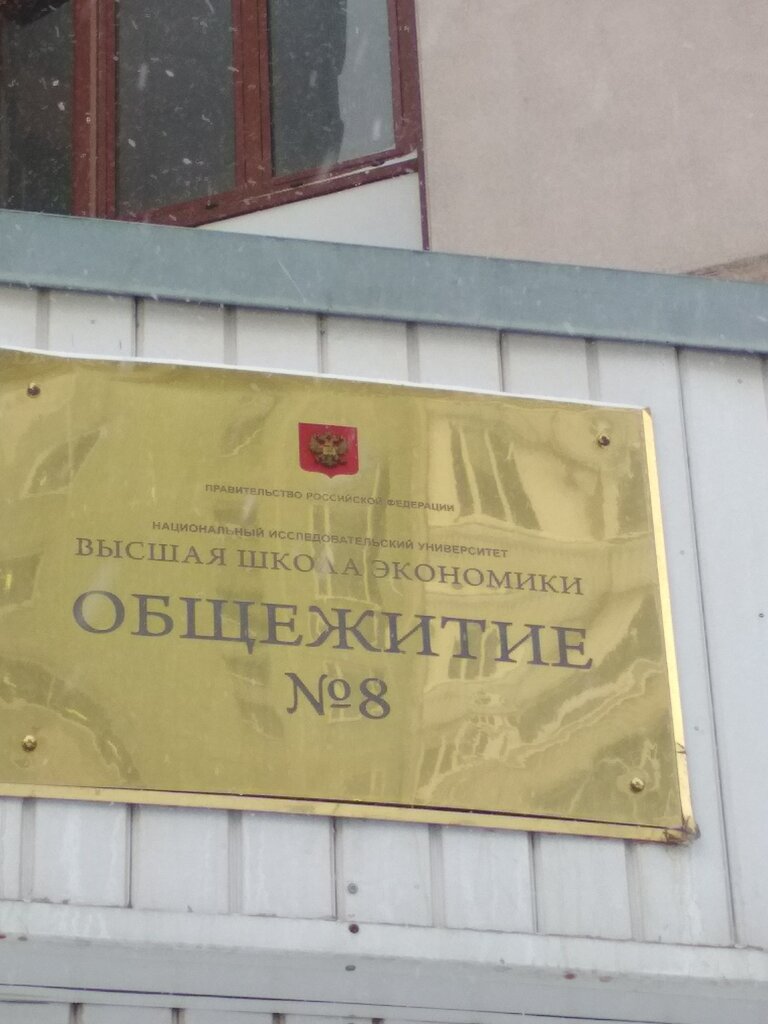 ПРАВИТЕЛЬСТВО РОССИЙСКОЙ ФЕДЕРАЦИИ
НАЦИОНАЛЬНЫЙ ИССЛЕДОВАТЕЛЬСКИЙ УНИВЕРСИТЕТ
ВЫСШАЯ ШКОЛА ЭКОНОМИКИ
ОБЩЕЖИТИЕ
№8